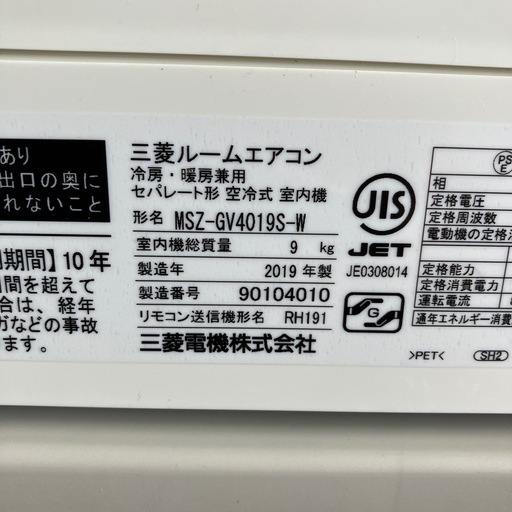 あり
出口の奥に
れないこと
期間】10年
間を超えて
合は、経年
ガなどの事故
ます。
三菱ルームエアコン
冷房・暖房兼用
セパレート形 空冷式 室内機
形名 MSZ-GV4019S-W
室内機総質量 9 kg
製造年 2019 年製
製造番号 90104010
リモコン送信機形名 RH191
三菱電機株式会社
JIS
JET
JE0308014
G
PS
E
相
定格電圧
定格周波数
電動機の定格消
定格能力
定格消費電力
運転電流
通年エネルギー消費
>PET<
SH2